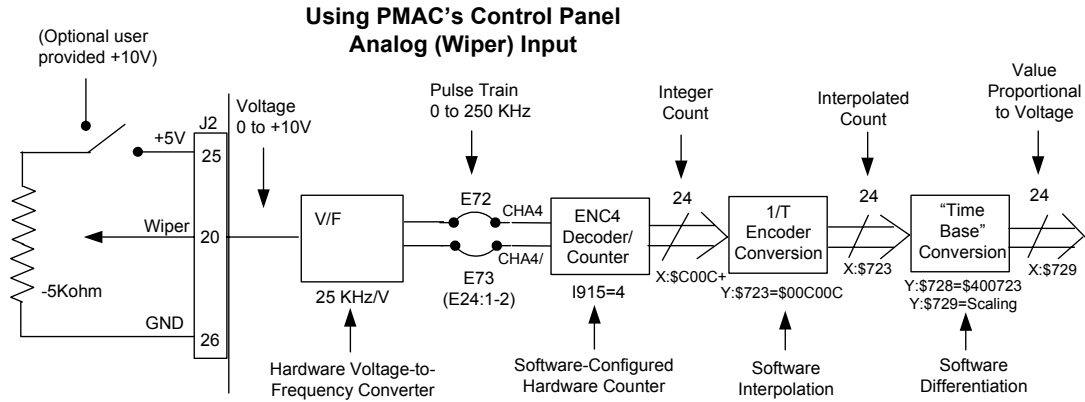 Using PMAC's Control Panel
Analog (Wiper) Input
(Optional user
provided +10V)
+5V
J2
25
Wiper
20
-5Kohm
GND
26
Voltage
0 to +10V
V/F
25 KHz/V
Hardware Voltage-to-
Frequency Converter
Pulse Train
0 to 250 KHz
E72
CHA4
E73
CHA4/
(E24:1-2)
ENC4
Decoder/
Counter
I915=4
Software-Configured
Hardware Counter
Integer
Count
24
X:$C00C+
1/T
Encoder
Conversion
Y:$723=$00C00C
Software
Interpolation
Interpolated
Count
24
X:$723
"Time
Base"
Conversion
Y:$728=$400723
Y:$729=Scaling
Software
Differentiation
Value
Proportional
to Voltage
24
X:$729